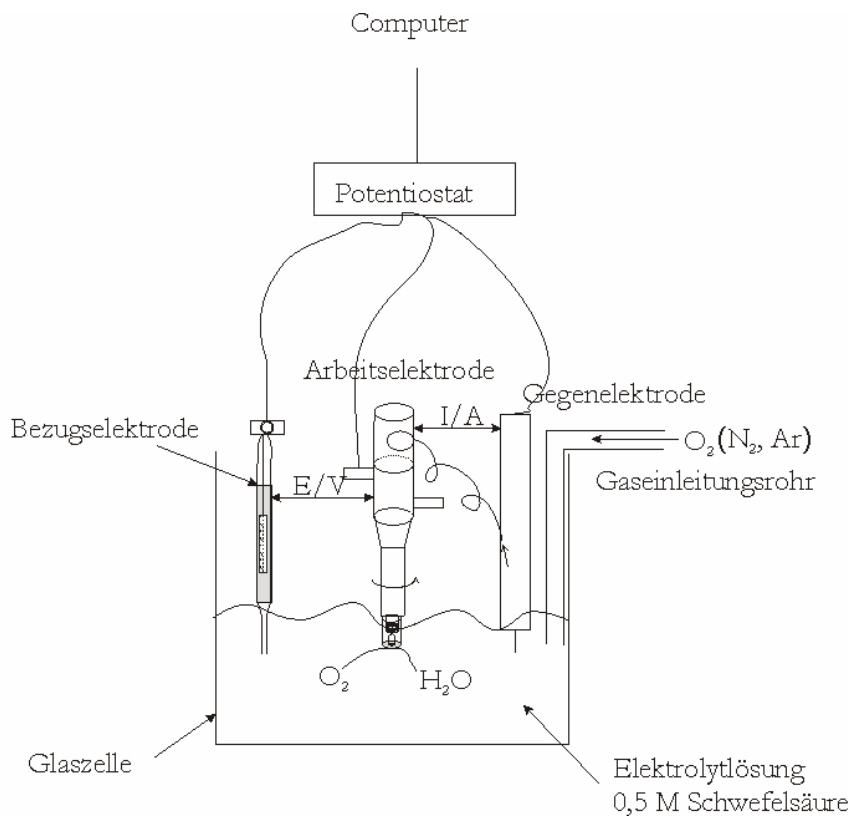 Computer
Potentiostat
Arbeitselektrode
Gegenelektrode
I/A
Bezugselektrode
O₂(N₂, Ar)
E/V
Gaseinleitungsrohr
O₂
H₂O
Glaszelle
Elektrolytlösung
0,5 M Schwefelsäure